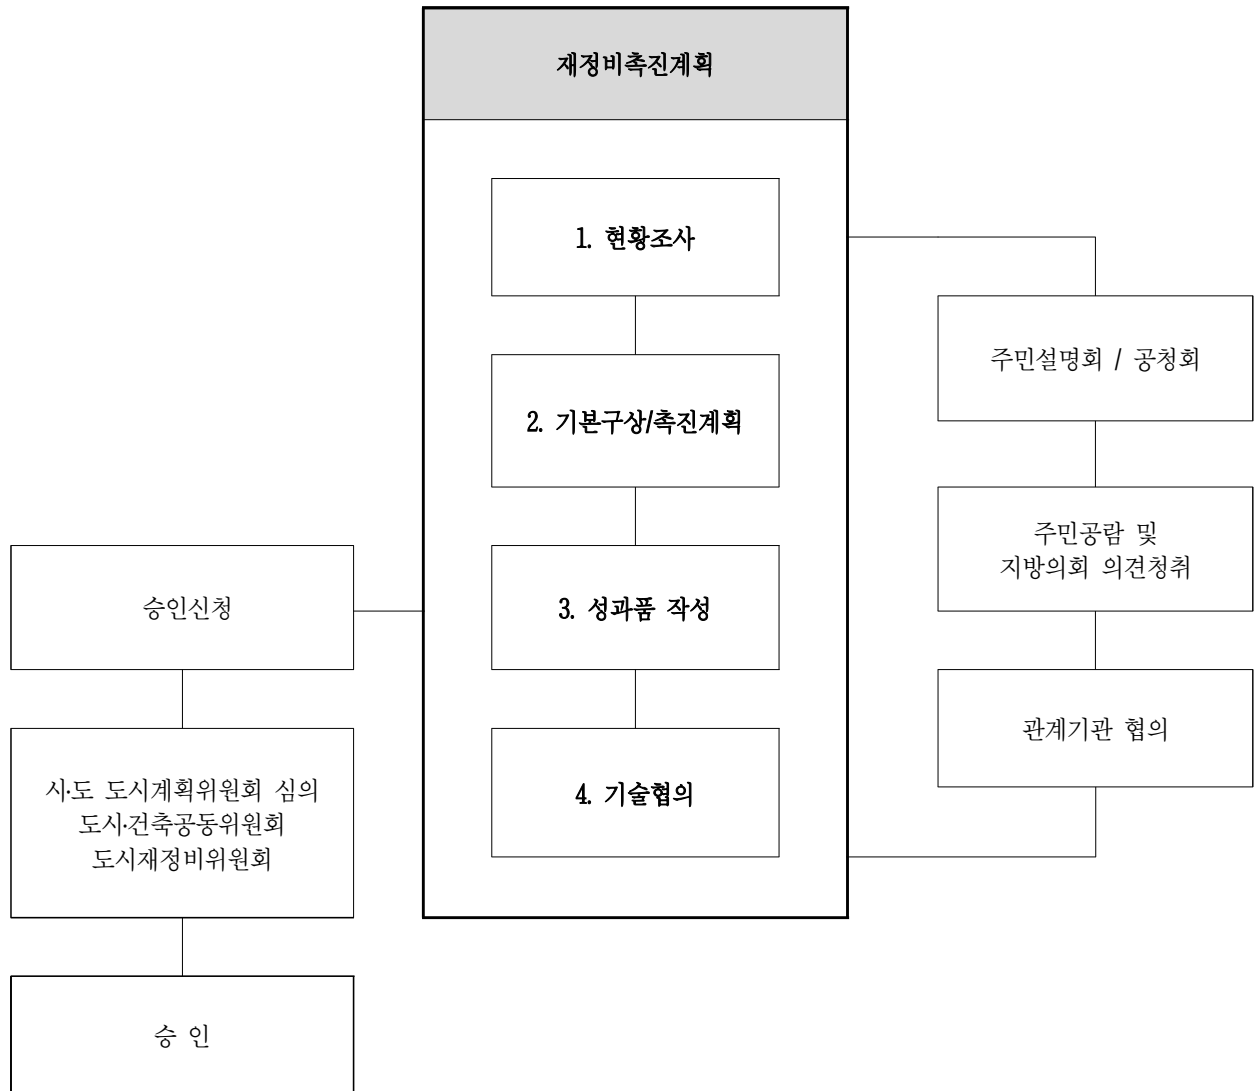 재정비촉진계획
1. 현황조사
2. 기본구상/촉진계획
3. 성과품 작성
4. 기술협의
주민설명회 / 공청회
주민공람 및
지방의회 의견청취
관계기관 협의
승인신청
시·도 도시계획위원회 심의
도시·건축공동위원회
도시재정비위원회
승 인